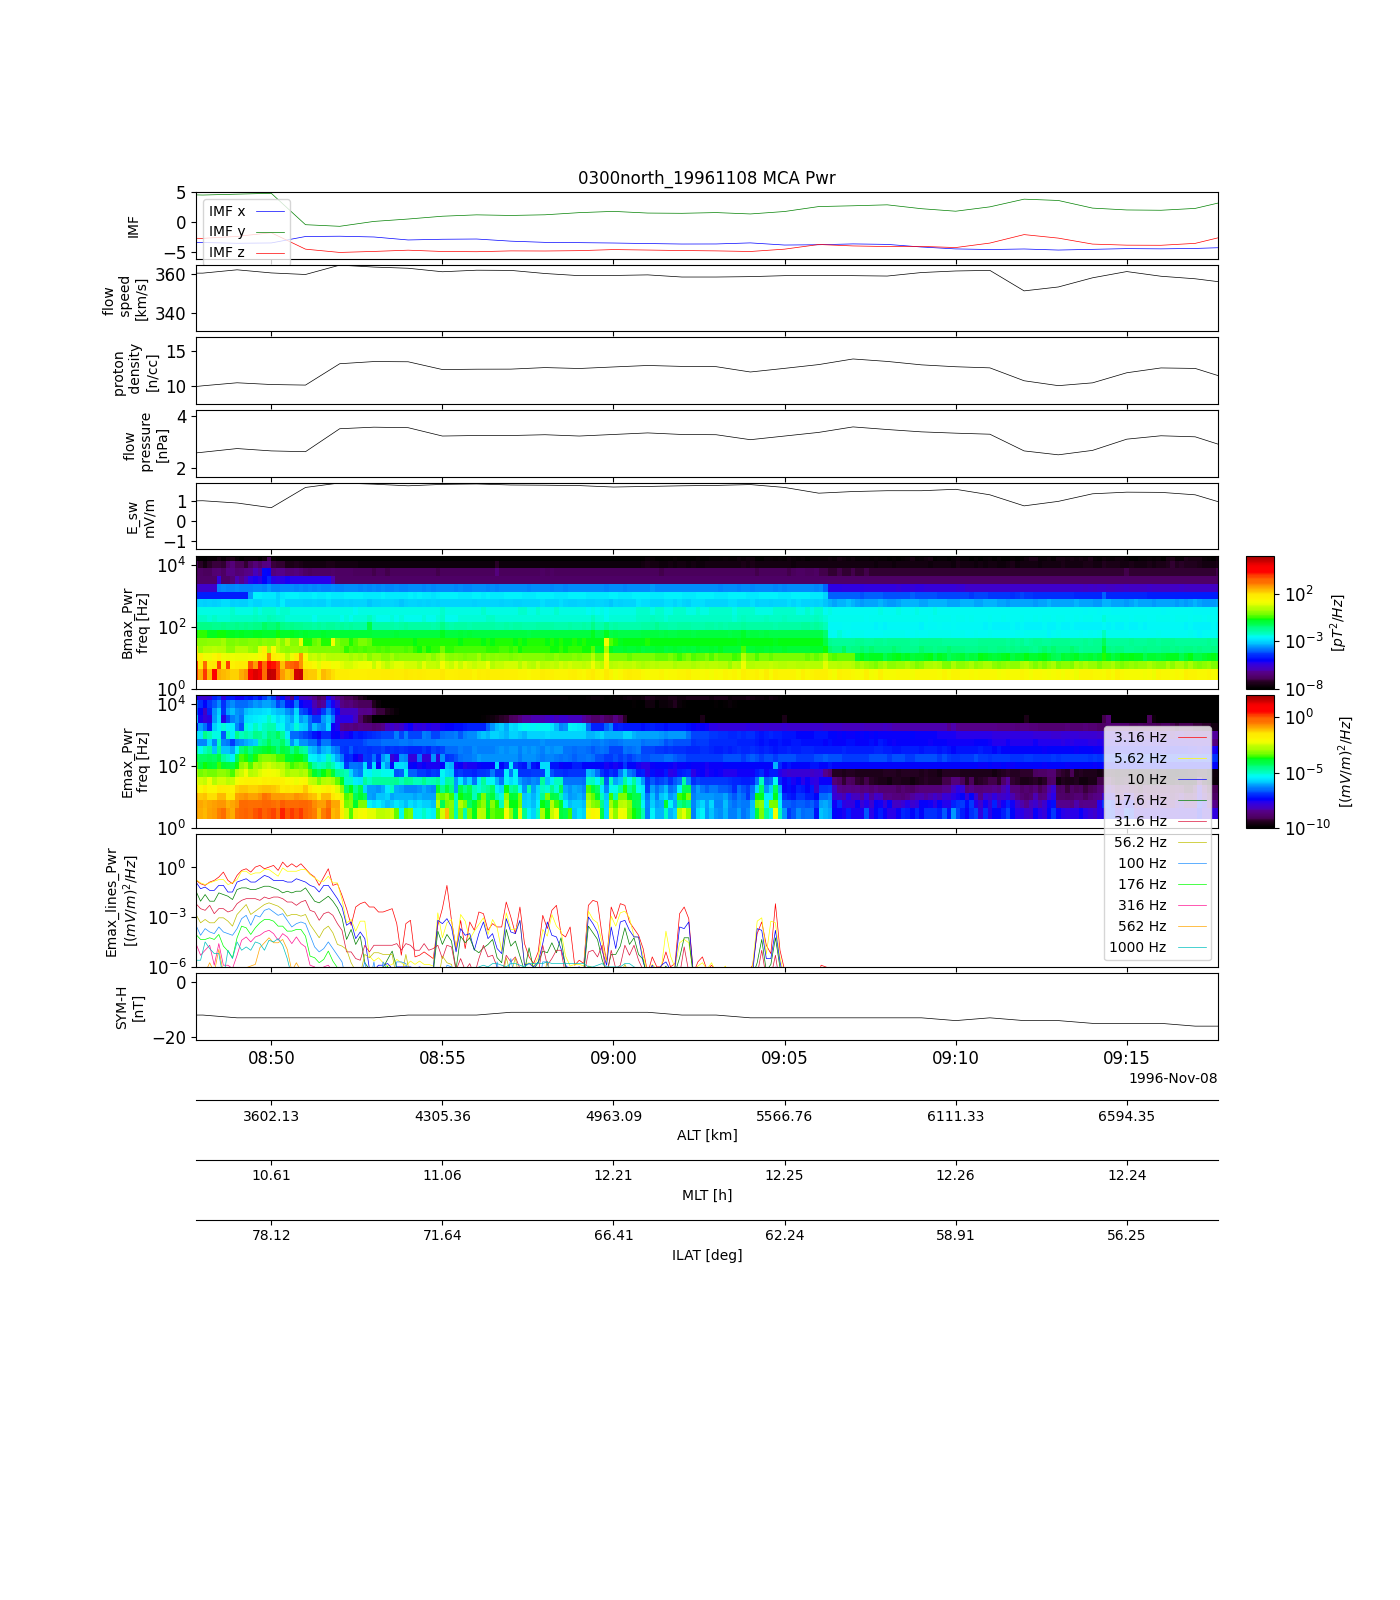 0300north_19961108 MCA Pwr
5
0
−5
IMF
IMF x
IMF y
IMF z
360
340
flow
speed
[km/s]
15
10
proton
density
[n/cc]
4
2
flow
pressure
[nPa]
1
0
−1
E_sw
mV/m
10^4
10^2
10^0
Bmax_Pwr
freq [Hz]
10^2
10^−3
10^−8
[pT^2/Hz]
10^4
10^2
10^0
Emax_Pwr
freq [Hz]
10^0
10^−5
10^−10
[(mV/m)^2/Hz]
3.16 Hz
5.62 Hz
10 Hz
17.6 Hz
31.6 Hz
56.2 Hz
100 Hz
176 Hz
316 Hz
562 Hz
1000 Hz
10^0
10^−3
10^−6
Emax_lines_Pwr
[(mV/m)^2/Hz]
0
−20
SYM-H
[nT]
08:50 08:55 09:00 09:05 09:10 09:15
1996-Nov-08
3602.13 4305.36 4963.09 5566.76 6111.33 6594.35
ALT [km]
10.61 11.06 12.21 12.25 12.26 12.24
MLT [h]
78.12 71.64 66.41 62.24 58.91 56.25
ILAT [deg]